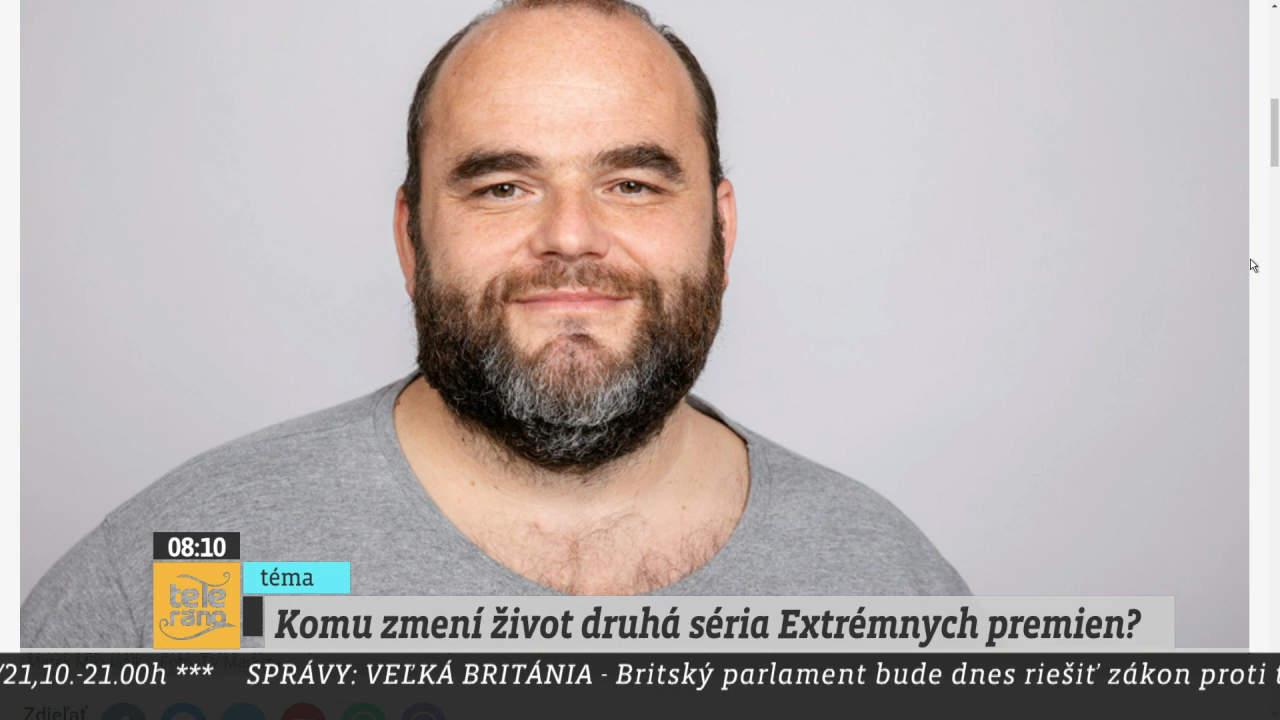 08:10
tele
ráno
téma
Komu zmení život druhá séria Extrémnych premien?
/21,10.-21.00h *** SPRÁVY: VEĽKÁ BRITÁNIA - Britský parlament bude dnes riešiť zákon proti
Zdieľať